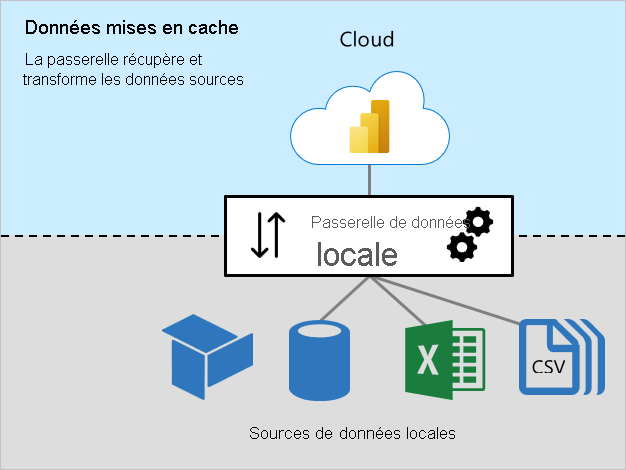 Données mises en cache
La passerelle récupère et
transforme les données sources
Cloud
Passerelle de données
locale
X
CSV
Sources de données locales